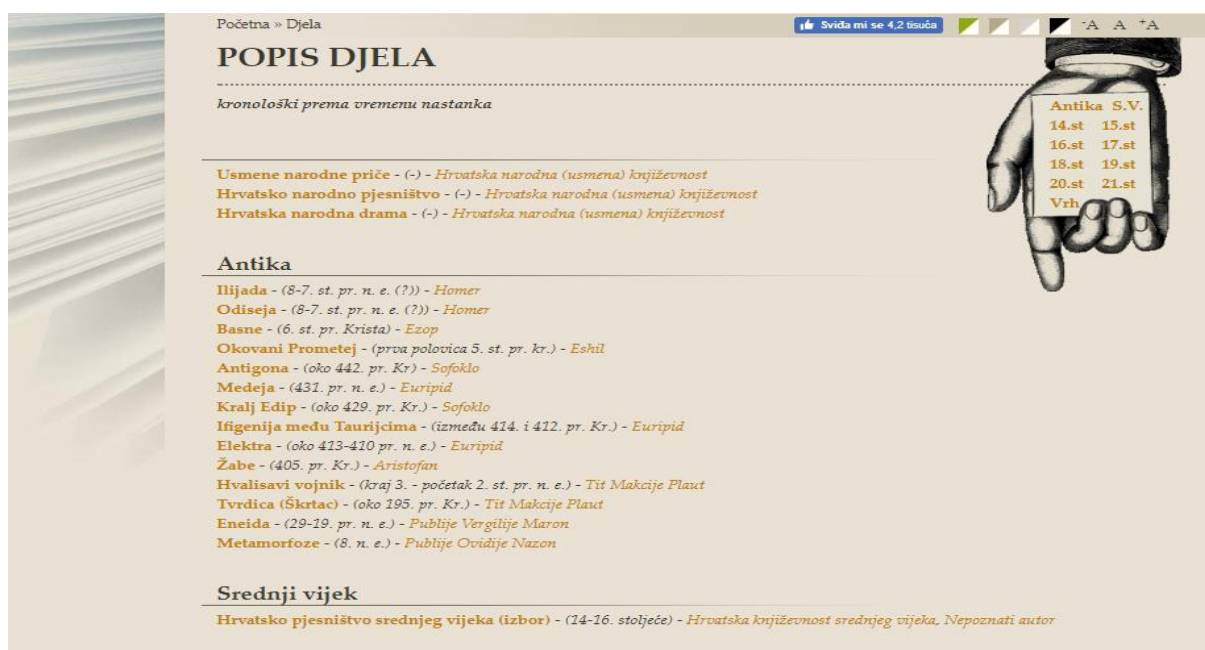 Početna » Djela
Sviđa mi se 4,2 tisuća
-A A +A
POPIS DJELA
kronološki prema vremenu nastanka
Antika S.V.
14.st 15.st
16.st 17.st
18.st 19.st
20.st 21.st
Vrh
Usmene narodne priče - (-) - Hrvatska narodna (usmena) književnost
Hrvatsko narodno pjesništvo - (-) - Hrvatska narodna (usmena) književnost
Hrvatska narodna drama - (-) - Hrvatska narodna (usmena) književnost
Antika
Ilijada - (8-7. st. pr. n. e. (?)) - Homer
Odiseja - (8-7. st. pr. n. e. (?)) - Homer
Basne - (6. st. pr. Krista) - Ezop
Okovani Prometej - (prva polovica 5. st. pr. kr.) - Eshil
Antigona - (oko 442. pr. Kr) - Sofoklo
Medeja - (431. pr. n. e.) - Euripid
Kralj Edip - (oko 429. pr. Kr.) - Sofoklo
Ifigenija među Taurijcima - (između 414. i 412. pr. Kr.) - Euripid
Elektra - (oko 413-410 pr. n. e.) - Euripid
Žabe - (405. pr. Kr.) - Aristofan
Hvalisavi vojnik - (kraj 3. - početak 2. st. pr. n. e.) - Tit Makcije Plaut
Tvrdica (Škrtac) - (oko 195. pr. Kr.) - Tit Makcije Plaut
Eneida - (29-19. pr. n. e.) - Publije Vergilije Maron
Metamorfoze - (8. n. e.) - Publije Ovidije Nazon
Srednji vijek
Hrvatsko pjesništvo srednjeg vijeka (izbor) - (14-16. stoljeće) - Hrvatska književnost srednjeg vijeka, Nepoznati autor